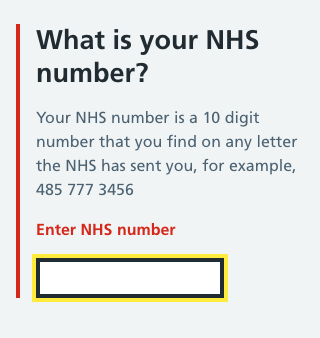 What is your NHS
number?
Your NHS number is a 10 digit
number that you find on any letter
the NHS has sent you, for example,
485 777 3456
Enter NHS number